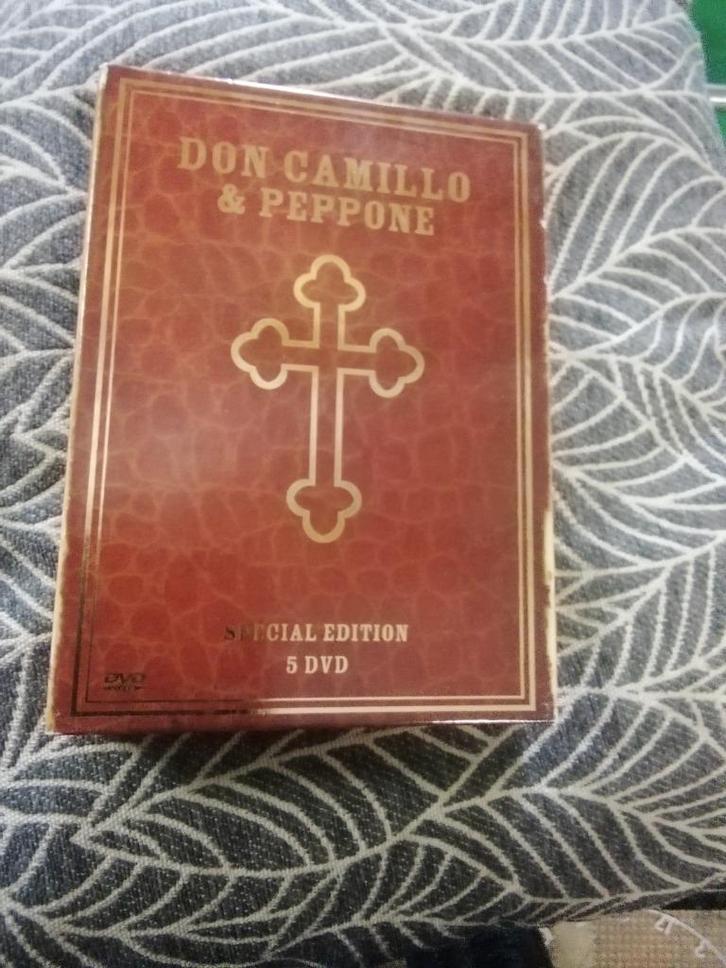 DON CAMILLO
& PEPPONE
SPECIAL EDITION
5 DVD
DVD